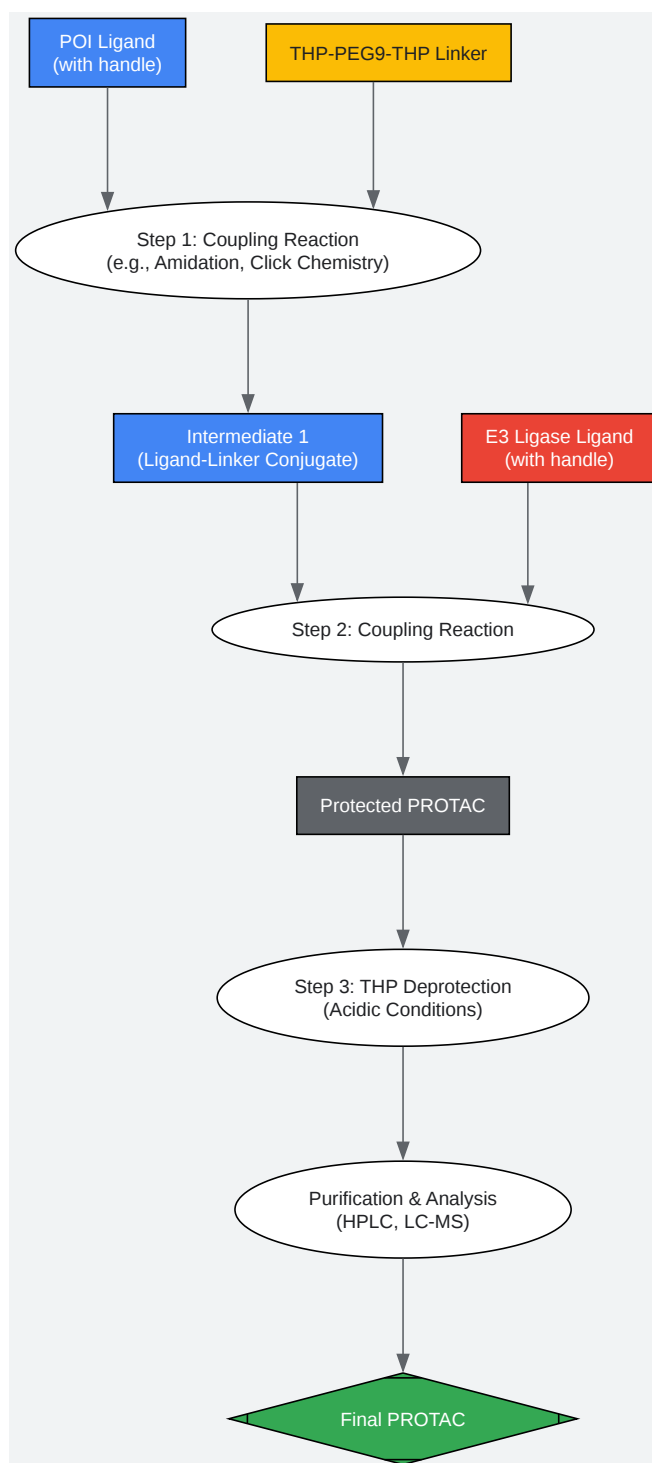 POI Ligand
(with handle)
THP-PEG9-THP Linker
Step 1: Coupling Reaction
(e.g., Amidation, Click Chemistry)
Intermediate 1
(Ligand-Linker Conjugate)
E3 Ligase Ligand
(with handle)
Step 2: Coupling Reaction
Protected PROTAC
Step 3: THP Deprotection
(Acidic Conditions)
Purification & Analysis
(HPLC, LC-MS)
Final PROTAC